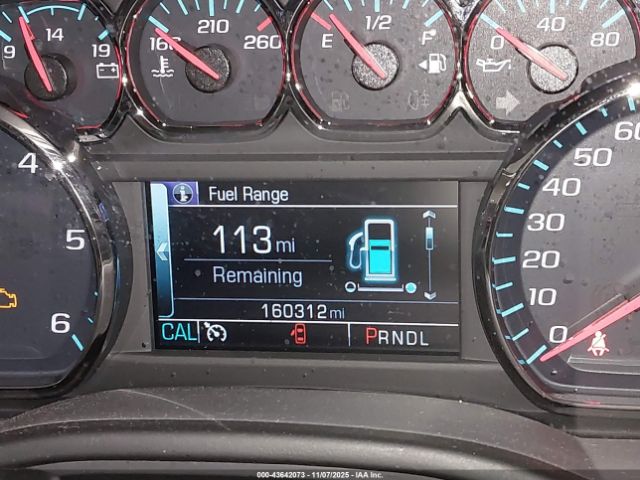 9 14 19
160 210 260
E 1/2 F
0 40 80
4
5
6
Fuel Range
113 mi
Remaining
160312 mi
CAL
PRNDL
60
50
40
30
20
10
0
000-43642073 — 11/07/2025 — IAA Inc.